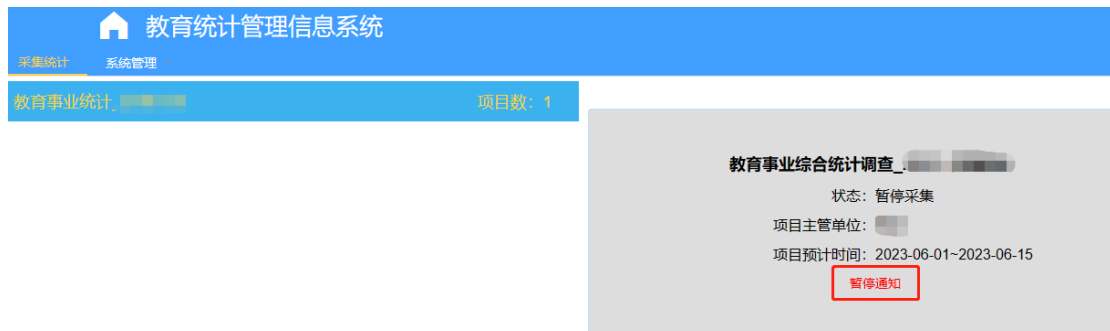 教育统计管理信息系统
采集统计 系统管理
教育事业统计_ 项目数：1
教育事业综合统计调查_
状态：暂停采集
项目主管单位：
项目预计时间：2023-06-01~2023-06-15
暂停通知